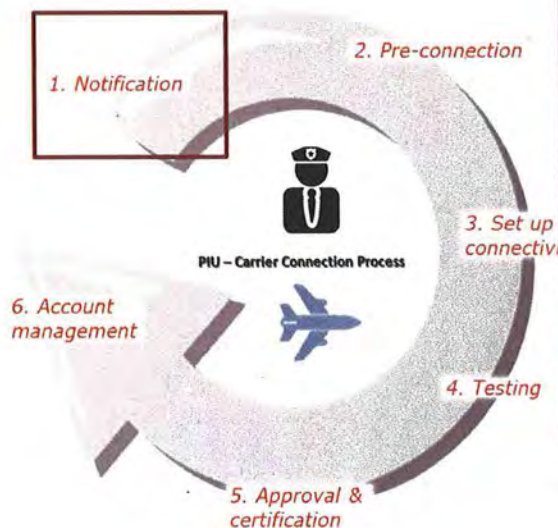 1. Notification
2. Pre-connection
PIU – Carrier Connection Process
3. Set up
connectivi
6. Account
management
4. Testing
5. Approval &
certification